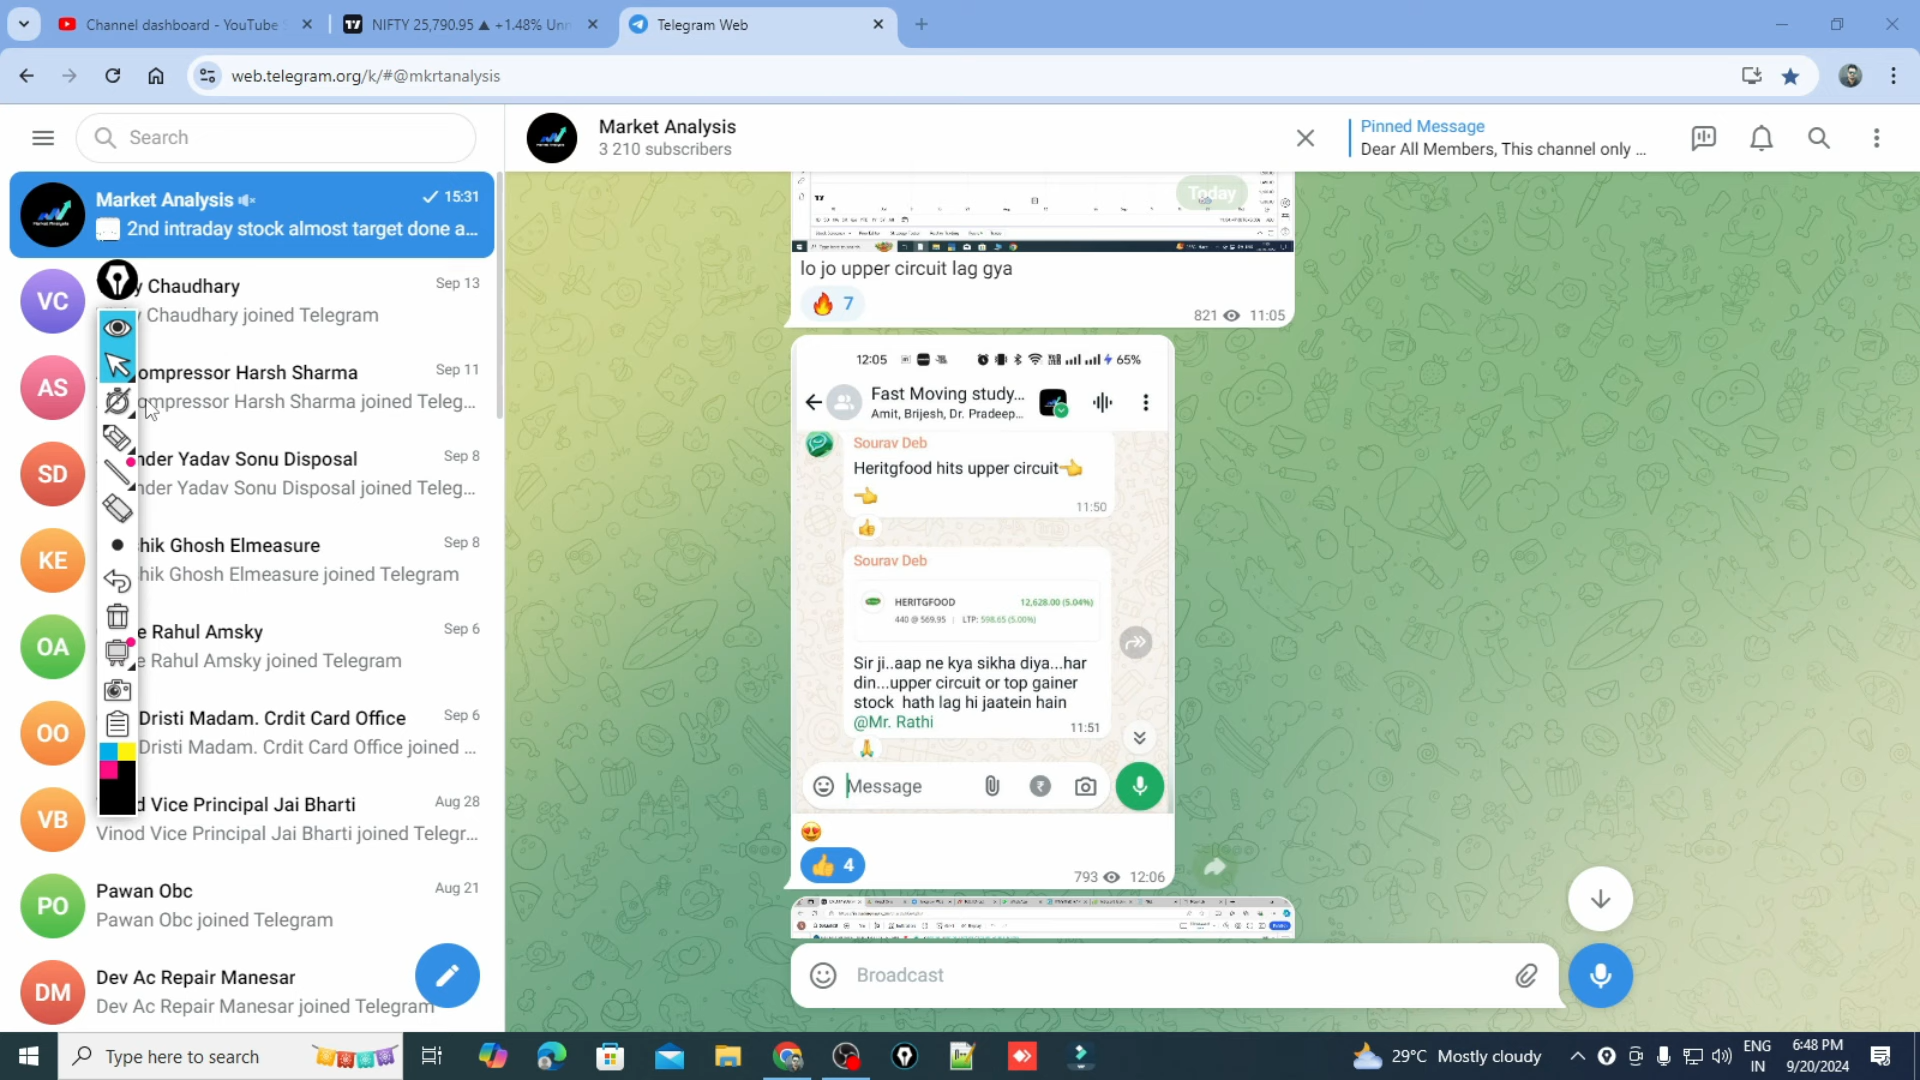 Channel dashboard - YouTube
NIFTY 25,790.95 ▲ +1.48% Unn
Telegram Web
web.telegram.org/k/#@mkrtanalysis
Search
Market Analysis
3 210 subscribers
Pinned Message
Dear All Members, This channel only ...
Market Analysis
15:31
2nd intraday stock almost target done a...
VC
y Chaudhary
Sep 13
y Chaudhary joined Telegram
AS
ompressor Harsh Sharma
Sep 11
ompressor Harsh Sharma joined Teleg...
SD
nder Yadav Sonu Disposal
Sep 8
nder Yadav Sonu Disposal joined Teleg...
KE
hik Ghosh Elmeasure
Sep 8
hik Ghosh Elmeasure joined Telegram
OA
e Rahul Amsky
Sep 6
e Rahul Amsky joined Telegram
OO
Dristi Madam. Crdit Card Office
Sep 6
Dristi Madam. Crdit Card Office joined ...
VB
d Vice Principal Jai Bharti
Aug 28
Vinod Vice Principal Jai Bharti joined Telegr...
PO
Pawan Obc
Aug 21
Pawan Obc joined Telegram
DM
Dev Ac Repair Manesar
Dev Ac Repair Manesar joined Telegram
Today
lo jo upper circuit lag gya
🔥 7
821 11:05
12:05
65%
Fast Moving study...
Amit, Brijesh, Dr. Pradeep...
Sourav Deb
Heritgfood hits upper circuit👈
👈
11:50
👍
Sourav Deb
HERITGFOOD 12,628.00 (5.04%)
440 @ 569.95 | LTP: 598.65 (5.00%)
Sir ji..aap ne kya sikha diya...har
din...upper circuit or top gainer
stock hath lag hi jaatein hain
@Mr. Rathi
11:51
🙏
Message
😍
👍 4
793 12:06
Broadcast
Type here to search
29°C Mostly cloudy
ENG
IN
6:48 PM
9/20/2024